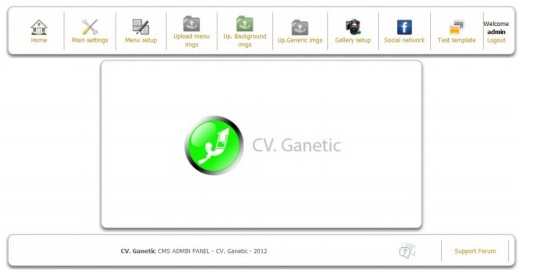 Home
Main settings
Menu setup
Upload menu imgs
Up. Background imgs
Up.Generic imgs
Gallery setup
Social network
Test template
Welcome
admin
Logout
CV. Ganetic
CV. Ganetic CMS ADMIN PANEL - CV. Ganetic - 2012
Support Forum